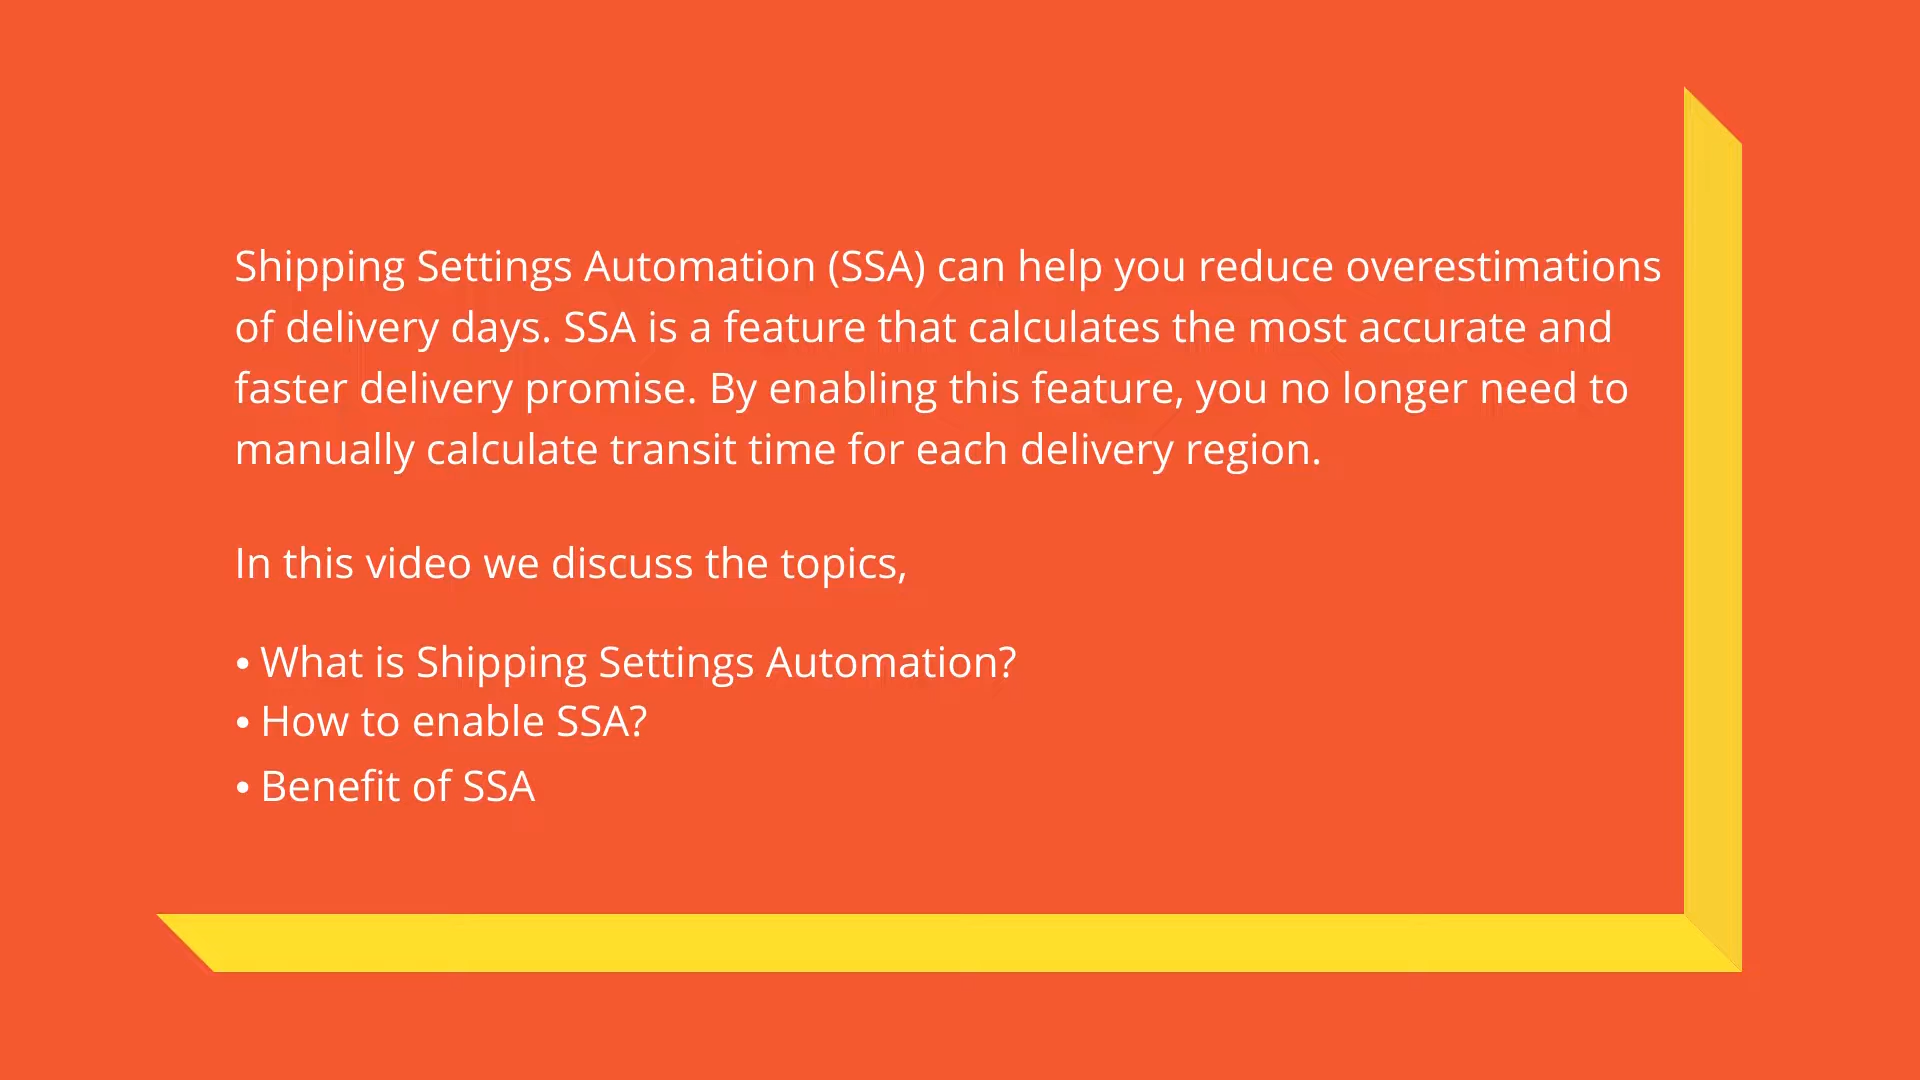 Shipping Settings Automation (SSA) can help you reduce overestimations
of delivery days. SSA is a feature that calculates the most accurate and
faster delivery promise. By enabling this feature, you no longer need to
manually calculate transit time for each delivery region.
In this video we discuss the topics,
• What is Shipping Settings Automation?
• How to enable SSA?
• Benefit of SSA